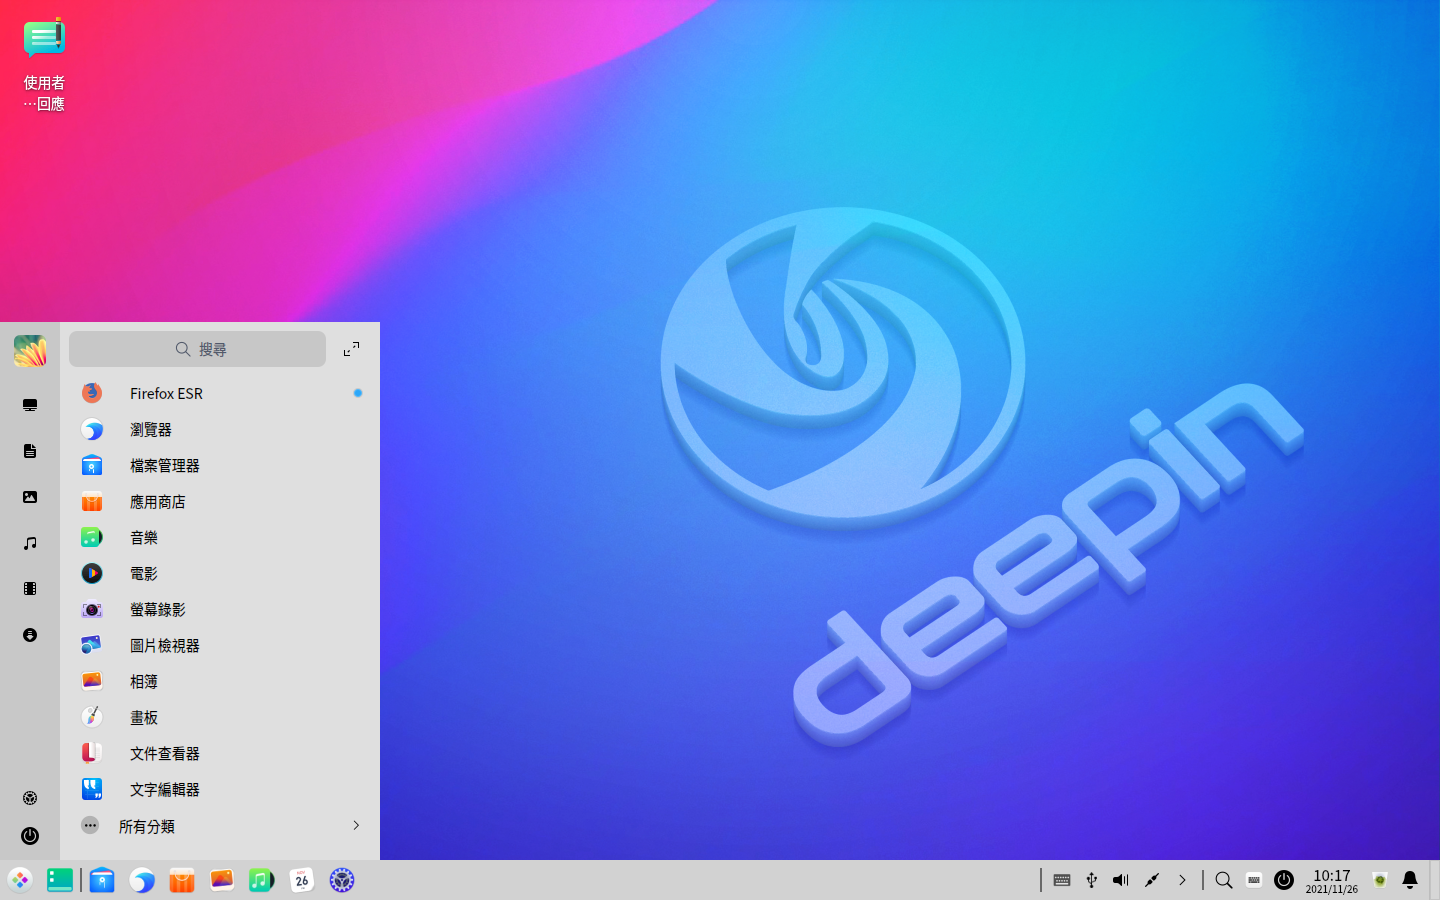 使用者
…回應
deepin
搜尋
Firefox ESR
瀏覽器
檔案管理器
應用商店
音樂
電影
螢幕錄影
圖片檢視器
相簿
畫板
文件查看器
文字編輯器
所有分類
NOV
26
10:17
2021/11/26